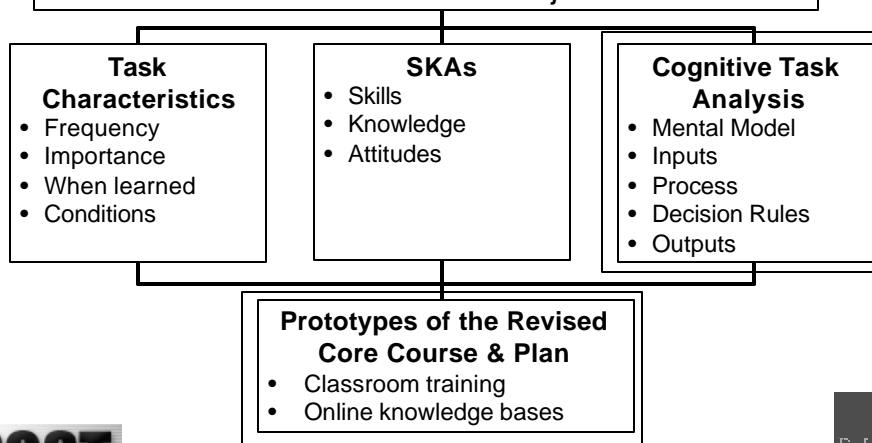 Task
Characteristics
• Frequency
• Importance
• When learned
• Conditions
SKAs
• Skills
• Knowledge
• Attitudes
Cognitive Task
Analysis
• Mental Model
• Inputs
• Process
• Decision Rules
• Outputs
Prototypes of the Revised
Core Course & Plan
• Classroom training
• Online knowledge bases